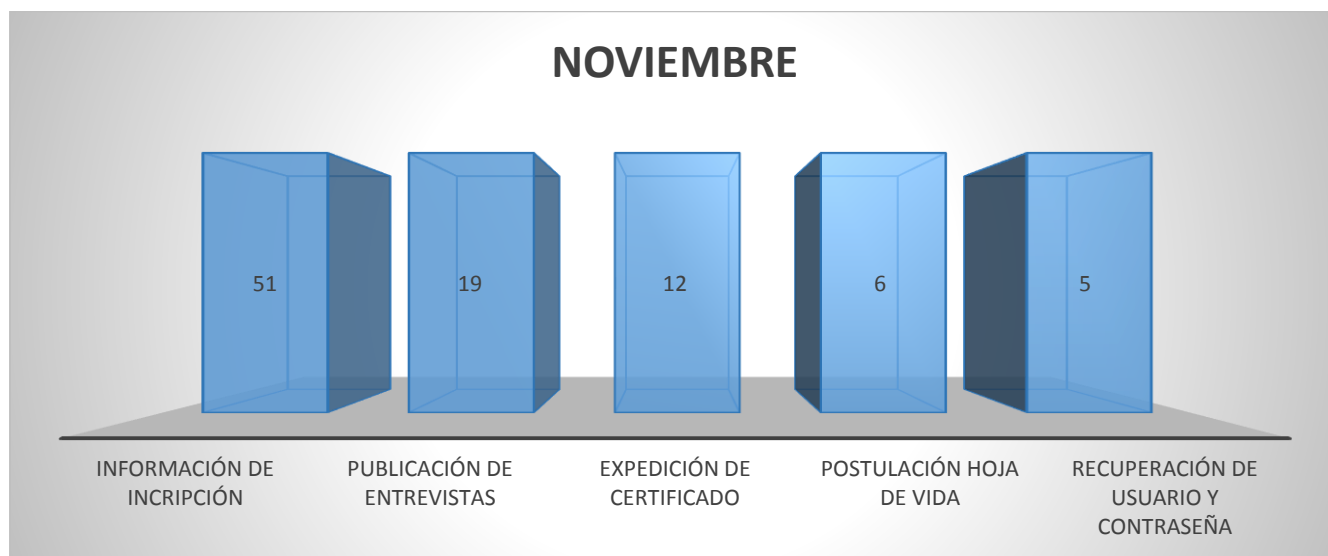 NOVIEMBRE
51
19
12
6
5
INFORMACIÓN DE
INCRIPCIÓN
PUBLICACIÓN DE
ENTREVISTAS
EXPEDICIÓN DE
CERTIFICADO
POSTULACIÓN HOJA
DE VIDA
RECUPERACIÓN DE
USUARIO Y
CONTRASEÑA